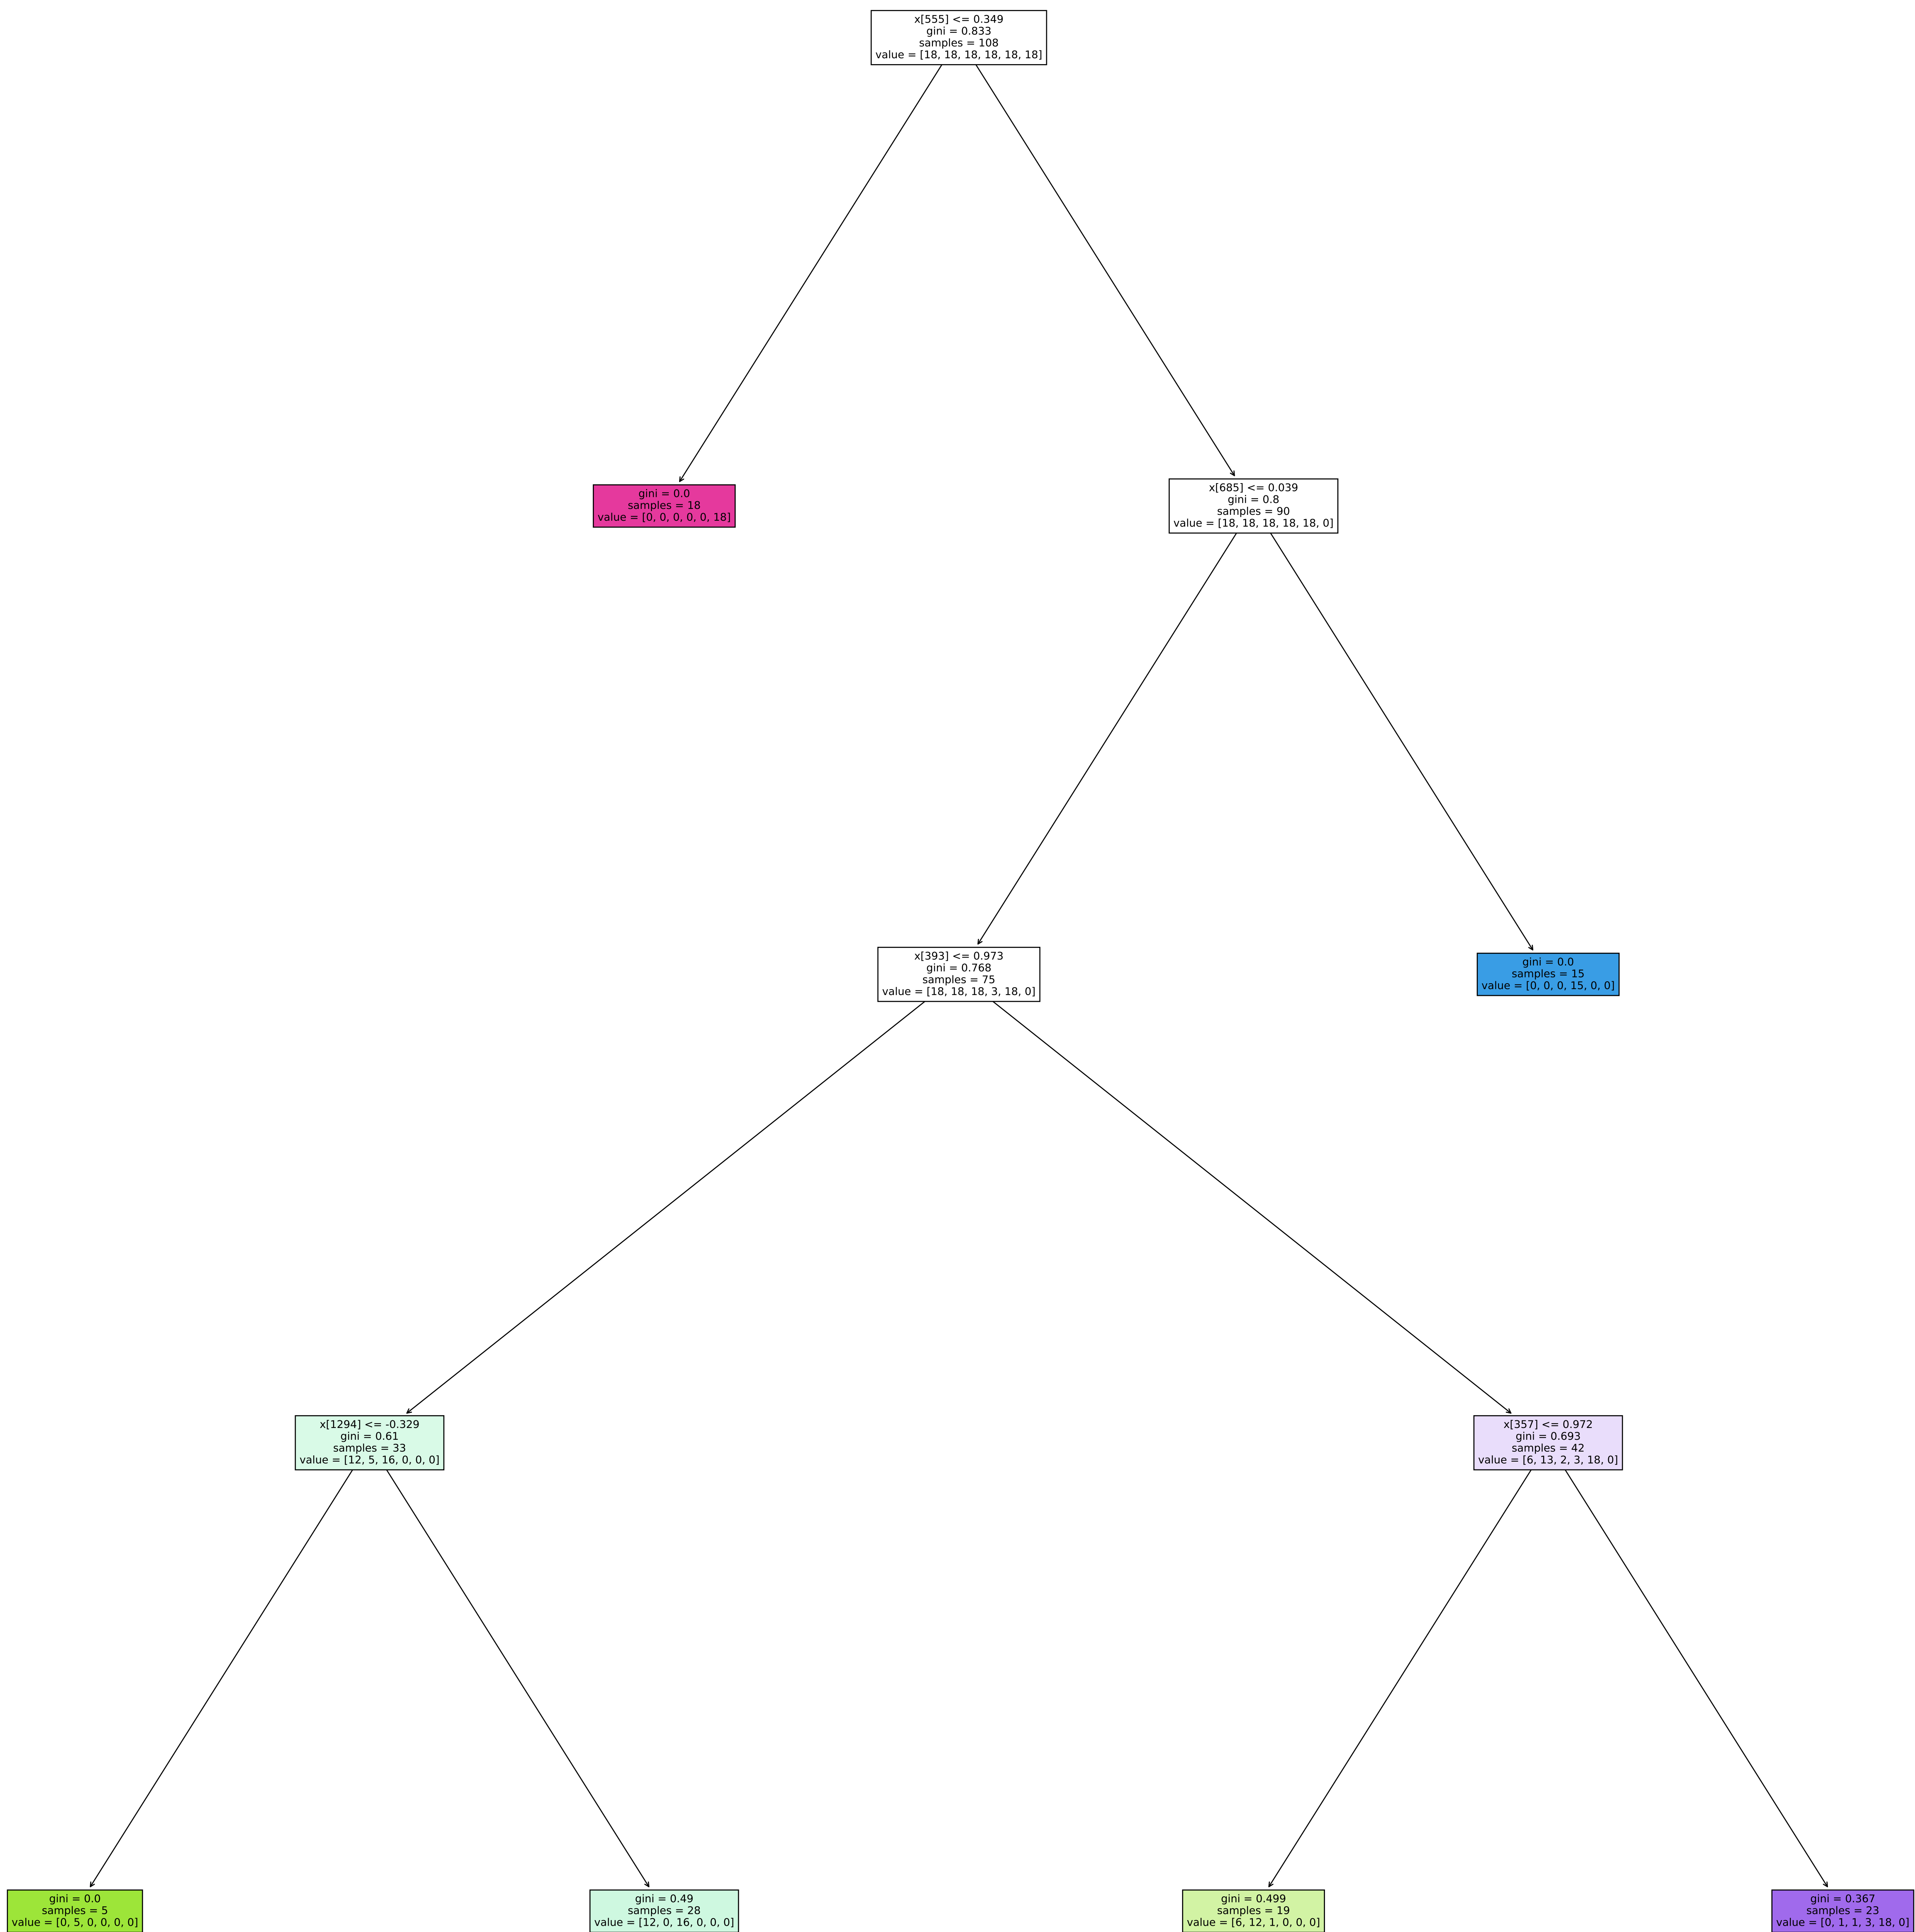 x[555] <= 0.349
gini = 0.833
samples = 108
value = [18, 18, 18, 18, 18, 18]
gini = 0.0
samples = 18
value = [0, 0, 0, 0, 0, 18]
x[685] <= 0.039
gini = 0.8
samples = 90
value = [18, 18, 18, 18, 18, 0]
x[393] <= 0.973
gini = 0.768
samples = 75
value = [18, 18, 18, 3, 18, 0]
gini = 0.0
samples = 15
value = [0, 0, 0, 15, 0, 0]
x[1294] <= -0.329
gini = 0.61
samples = 33
value = [12, 5, 16, 0, 0, 0]
x[357] <= 0.972
gini = 0.693
samples = 42
value = [6, 13, 2, 3, 18, 0]
gini = 0.0
samples = 5
value = [0, 5, 0, 0, 0, 0]
gini = 0.49
samples = 28
value = [12, 0, 16, 0, 0, 0]
gini = 0.499
samples = 19
value = [6, 12, 1, 0, 0, 0]
gini = 0.367
samples = 23
value = [0, 1, 1, 3, 18, 0]